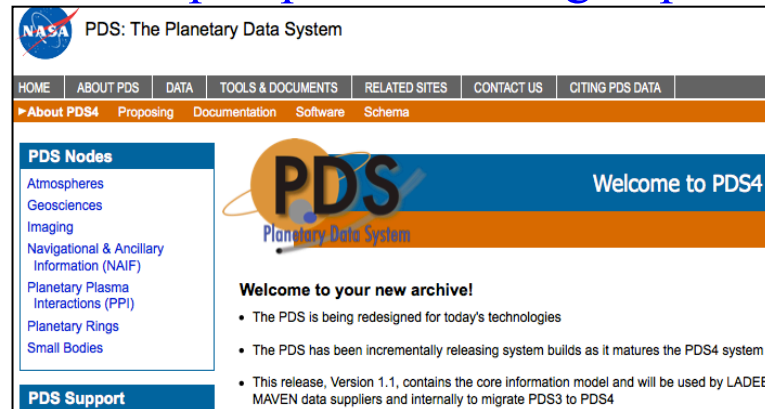 NASA
PDS: The Planetary Data System
HOME ABOUT PDS DATA TOOLS & DOCUMENTS RELATED SITES CONTACT US CITING PDS DATA
►About PDS4 Proposing Documentation Software Schema
PDS Nodes
Atmospheres
Geosciences
Imaging
Navigational & Ancillary
Information (NAIF)
Planetary Plasma
Interactions (PPI)
Planetary Rings
Small Bodies
PDS Support
PDS
Planetary Data System
Welcome to PDS4
Welcome to your new archive!
• The PDS is being redesigned for today's technologies
• The PDS has been incrementally releasing system builds as it matures the PDS4 system
• This release, Version 1.1, contains the core information model and will be used by LADEE
MAVEN data suppliers and internally to migrate PDS3 to PDS4